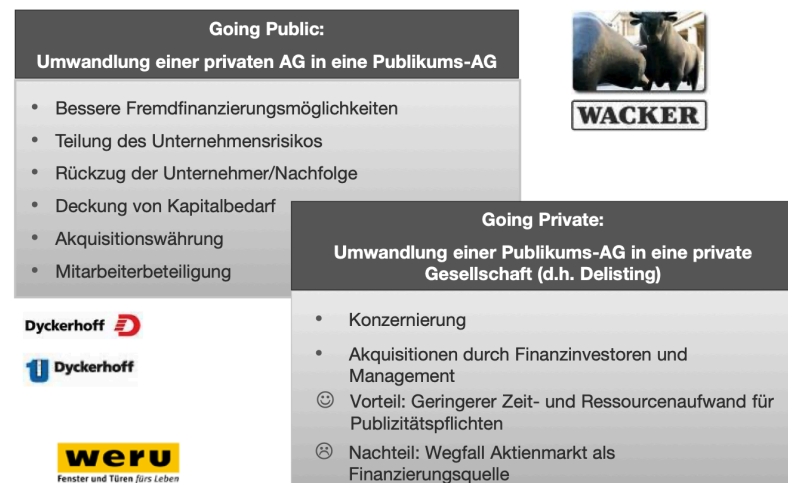 Going Public:
Umwandlung einer privaten AG in eine Publikums-AG
• Bessere Fremdfinanzierungsmöglichkeiten
• Teilung des Unternehmensrisikos
• Rückzug der Unternehmer/Nachfolge
• Deckung von Kapitalbedarf
• Akquisitionswährung
• Mitarbeiterbeteiligung
WACKER
Going Private:
Umwandlung einer Publikums-AG in eine private
Gesellschaft (d.h. Delisting)
• Konzernierung
• Akquisitionen durch Finanzinvestoren und
Management
☺ Vorteil: Geringerer Zeit- und Ressourcenaufwand für
Publizitätspflichten
☹ Nachteil: Wegfall Aktienmarkt als
Finanzierungsquelle
Dyckerhoff
Dyckerhoff
weru
Fenster und Türen fürs Leben